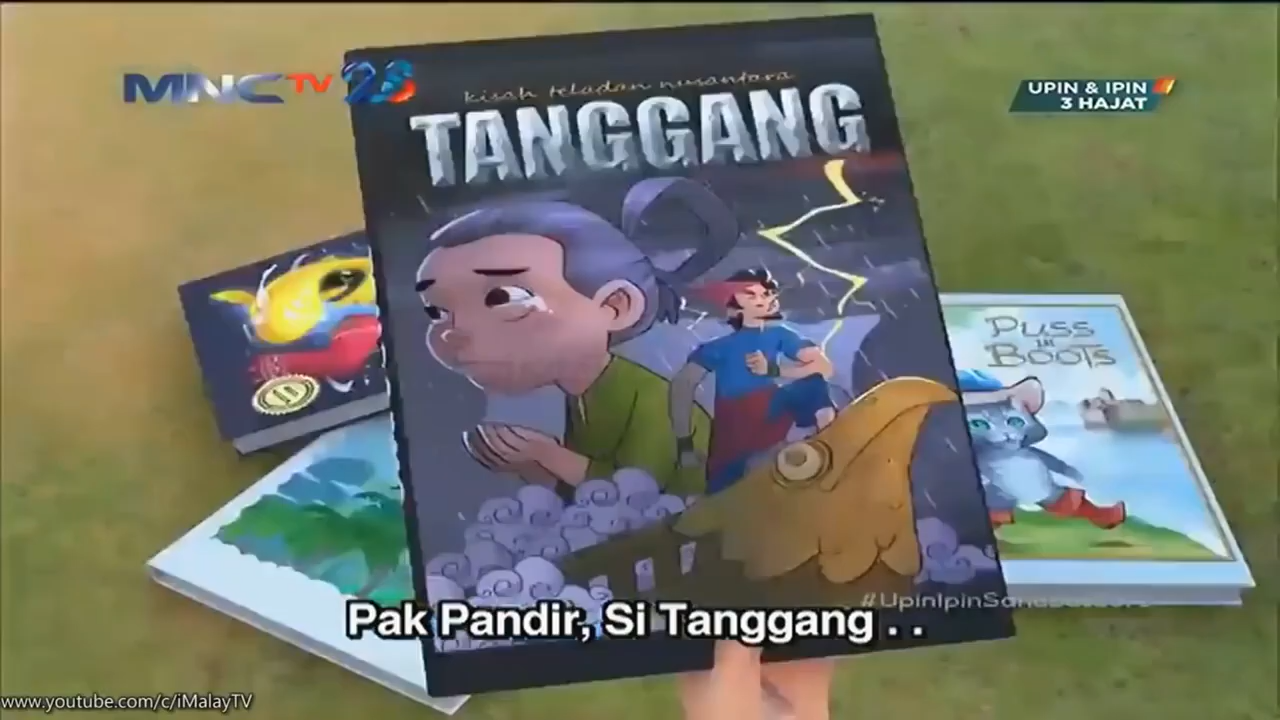 MNCTV 28
UPIN & IPIN
3 HAJAT
kisah teladan nusantara
TANGGANG
PUSS
in
BOOTS
Pak Pandir, Si Tanggang . .
www.youtube.com/c/iMalayTV